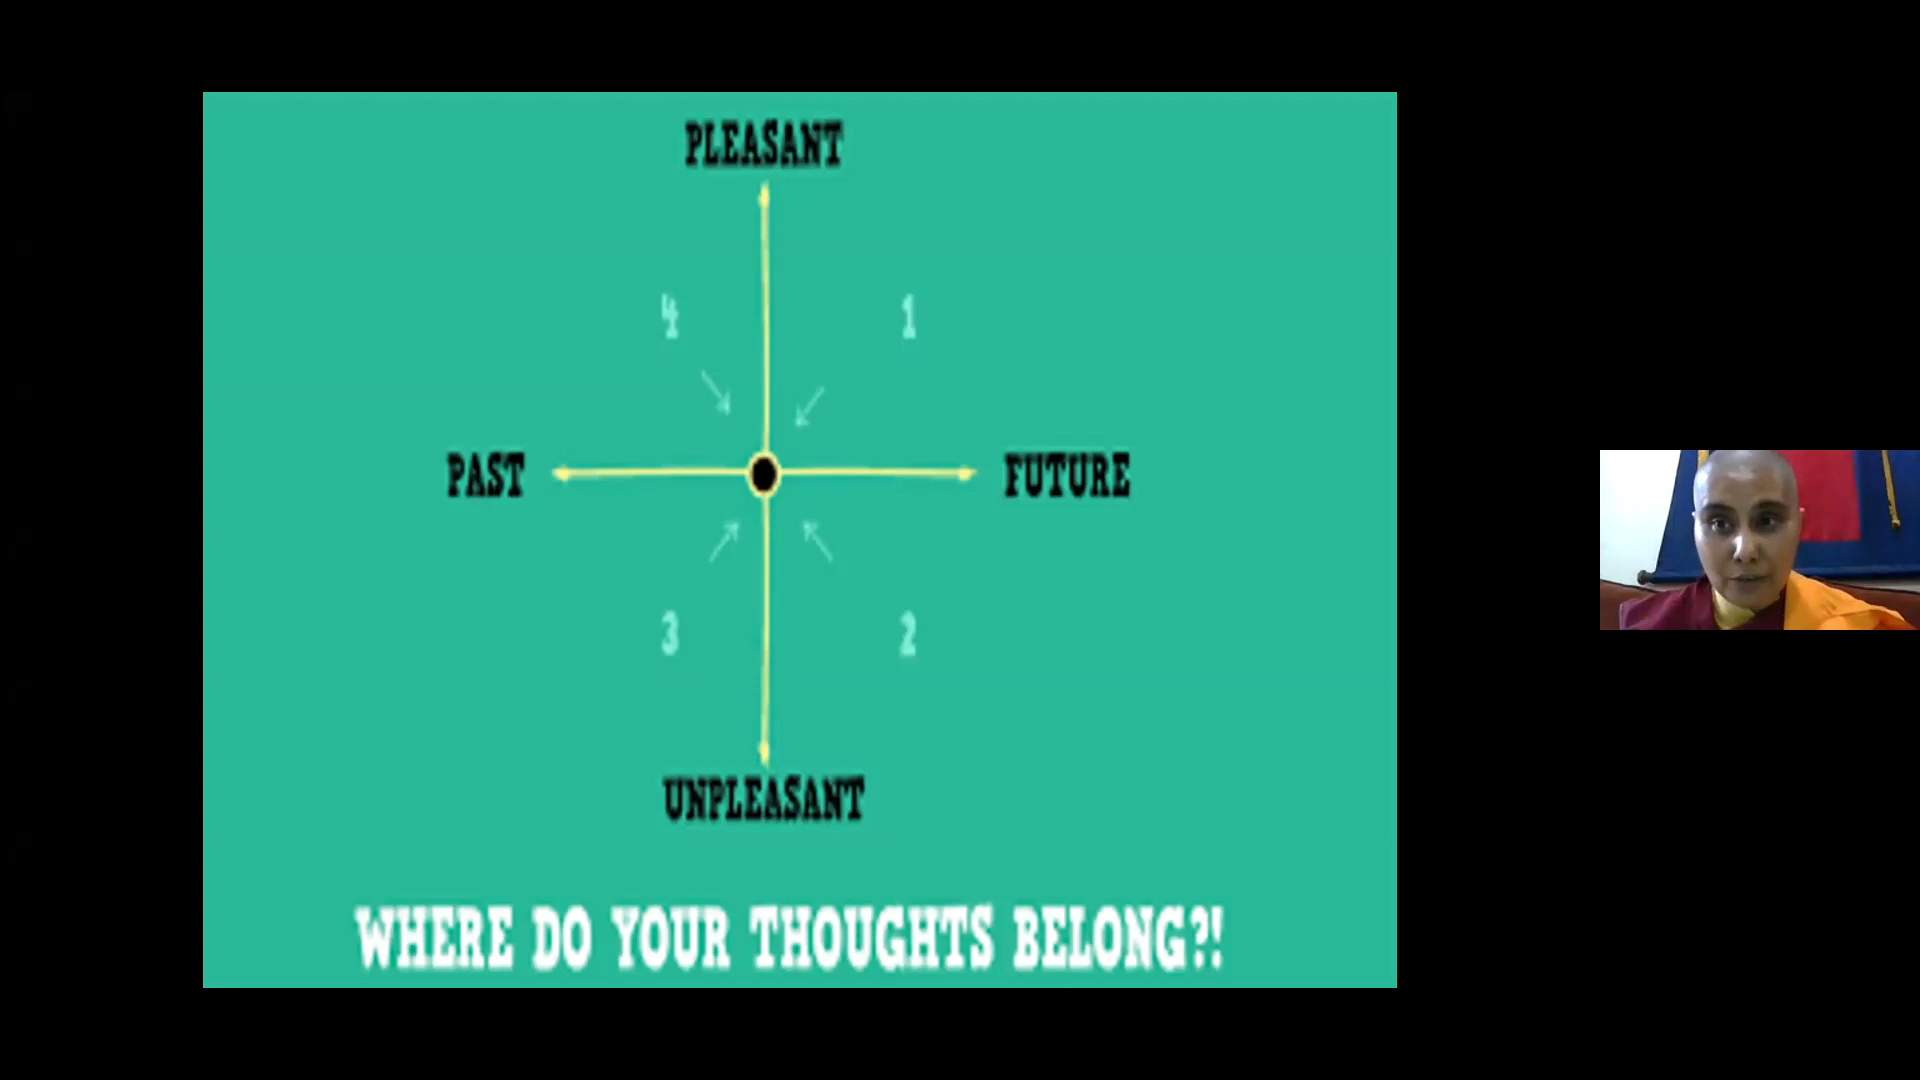 PLEASANT
4 1
PAST FUTURE
3 2
UNPLEASANT
WHERE DO YOUR THOUGHTS BELONG?!